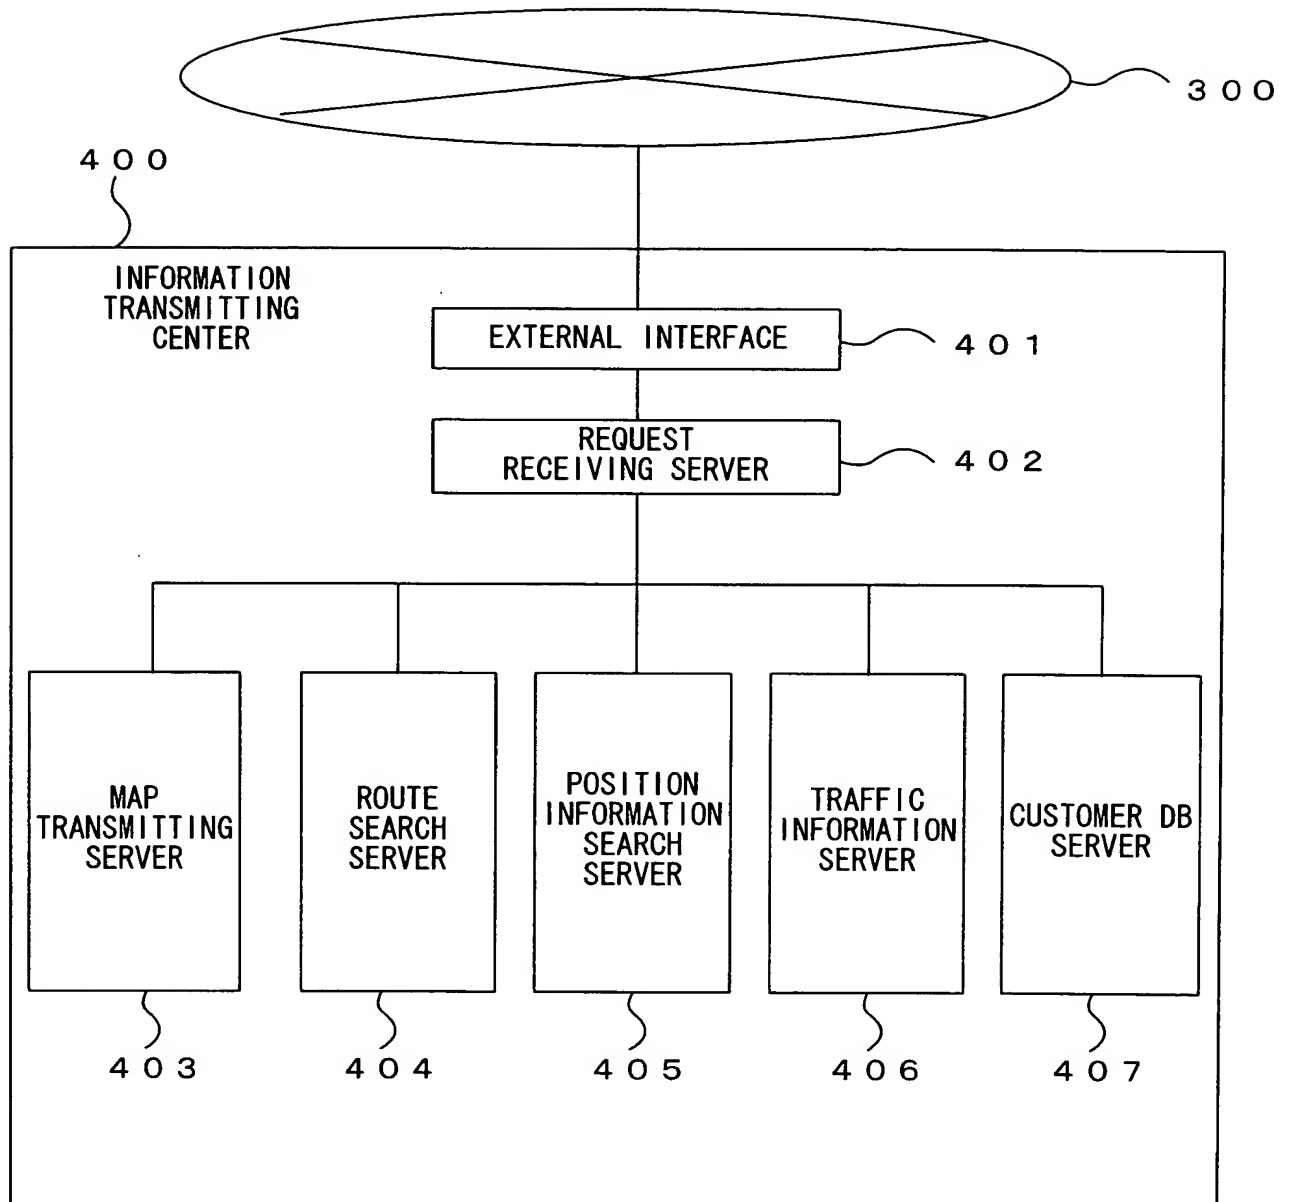 300
400
INFORMATION
TRANSMITTING
CENTER
EXTERNAL INTERFACE
401
REQUEST
RECEIVING SERVER
402
MAP
TRANSMITTING
SERVER
ROUTE
SEARCH
SERVER
POSITION
INFORMATION
SEARCH
SERVER
TRAFFIC
INFORMATION
SERVER
CUSTOMER DB
SERVER
403
404
405
406
407